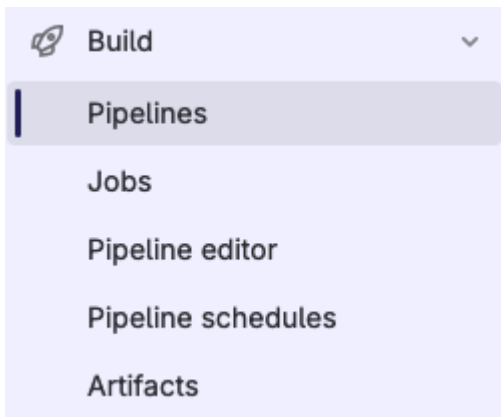 Build
Pipelines
Jobs
Pipeline editor
Pipeline schedules
Artifacts